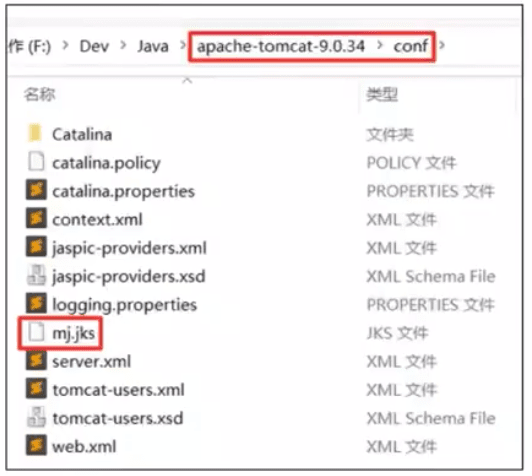 作 (F:) > Dev > Java > apache-tomcat-9.0.34 > conf >
名称 类型
Catalina 文件夹
catalina.policy POLICY 文件
catalina.properties PROPERTIES 文件
context.xml XML 文件
jaspic-providers.xml XML 文件
jaspic-providers.xsd XML Schema File
logging.properties PROPERTIES 文件
mj.jks JKS 文件
server.xml XML 文件
tomcat-users.xml XML 文件
tomcat-users.xsd XML Schema File
web.xml XML 文件